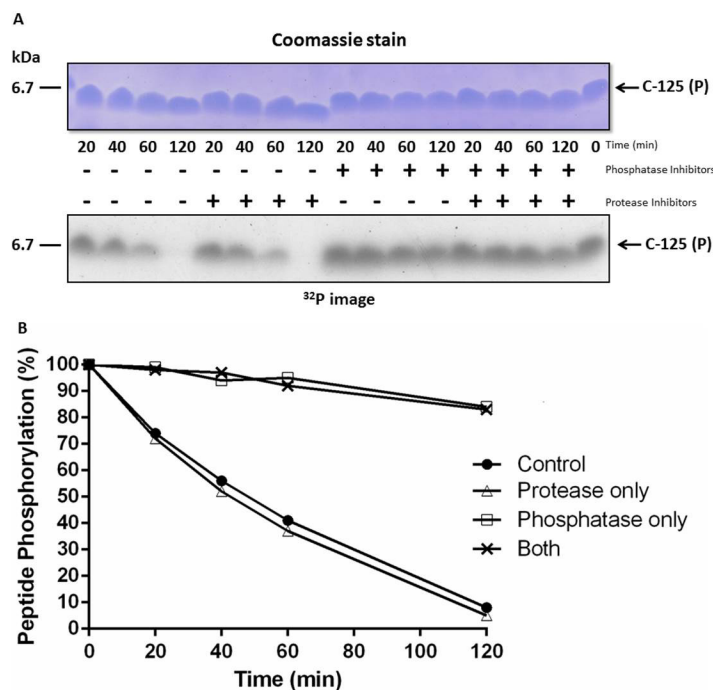 A
Coomassie stain
kDa
6.7
C-125 (P)
20 40 60 120 20 40 60 120 20 40 60 120 20 40 60 120 0 Time (min)
- - - - - - - - + + + + + + + + Phosphatase Inhibitors
- - - - + + + + - - - - + + + + Protease Inhibitors
6.7
C-125 (P)
32P image
B
Peptide Phosphorylation (%)
100
90
80
70
60
50
40
30
20
10
0
Control
Protease only
Phosphatase only
Both
0 20 40 60 80 100 120
Time (min)